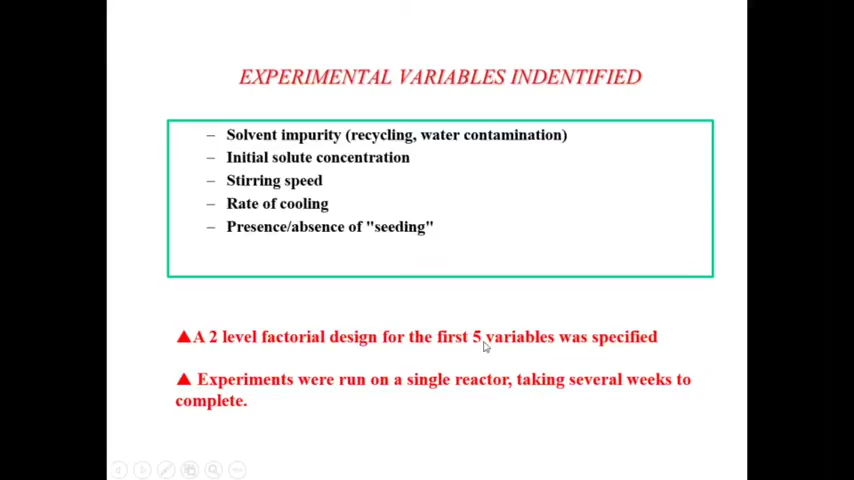 EXPERIMENTAL VARIABLES INDENTIFIED
– Solvent impurity (recycling, water contamination)
– Initial solute concentration
– Stirring speed
– Rate of cooling
– Presence/absence of "seeding"
▲A 2 level factorial design for the first 5 variables was specified
▲ Experiments were run on a single reactor, taking several weeks to
complete.